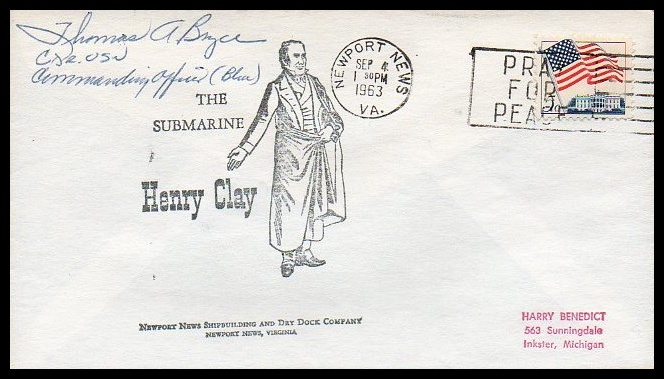 Thomas A Bryce
CDR. USN
Commanding Officer (Blue)
THE
SUBMARINE
Henry Clay
NEWPORT NEWS
SEP 4
1 30PM
1963
VA.
PRA
FOR
PEACE
NEWPORT NEWS SHIPBUILDING AND DRY DOCK COMPANY
NEWPORT NEWS, VIRGINIA
HARRY BENEDICT
563 Sunningdale
Inkster, Michigan